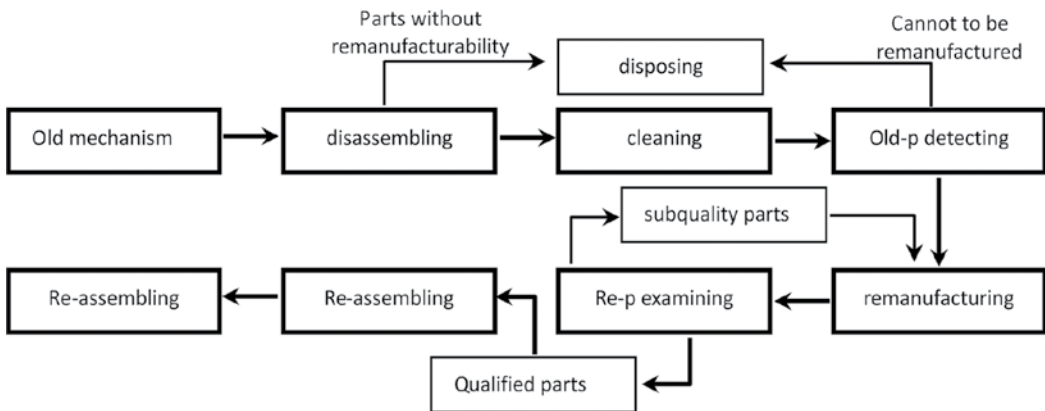 Parts without
remanufacturability
Cannot to be
remanufactured
disposing
Old mechanism
disassembling
cleaning
Old-p detecting
subquality parts
Re-assembling
Re-assembling
Re-p examining
remanufacturing
Qualified parts